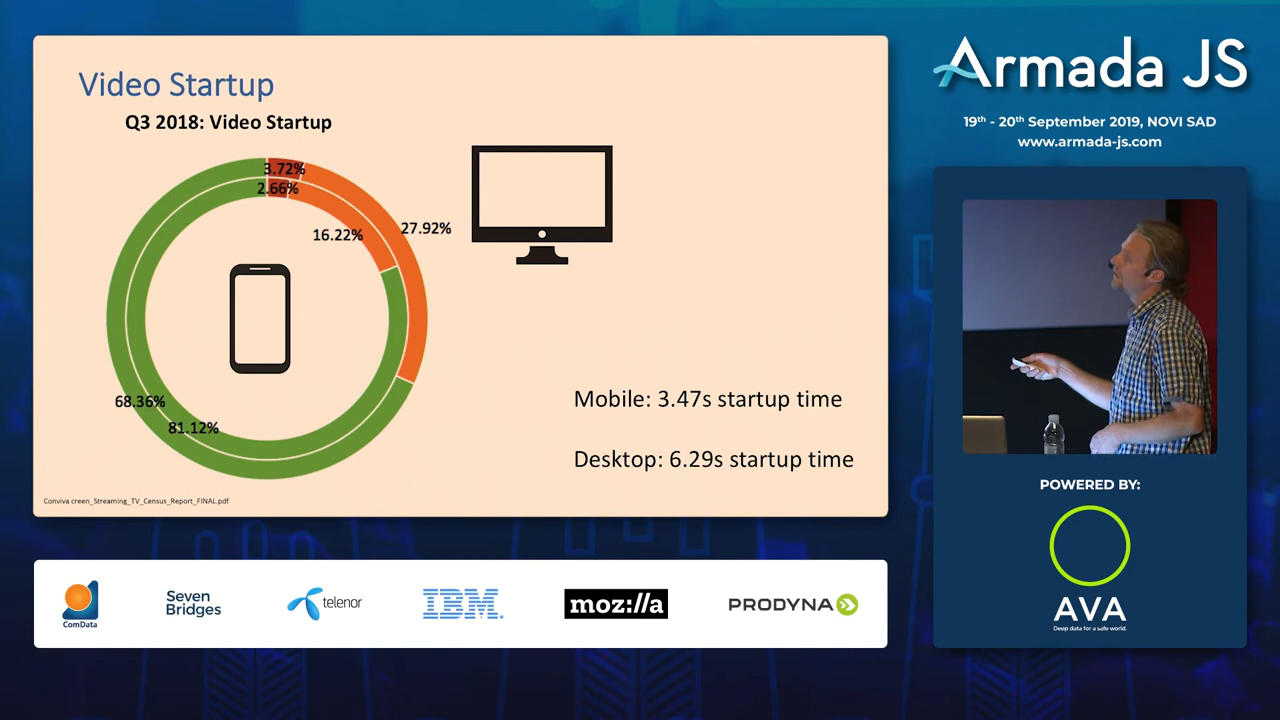 Video Startup
Q3 2018: Video Startup
3.72%
2.66%
16.22%
27.92%
68.36%
81.12%
Mobile: 3.47s startup time
Desktop: 6.29s startup time
Conviva creen_Streaming_TV_Census_Report_FINAL.pdf
Armada JS
19th - 20th September 2019, NOVI SAD
www.armada-js.com
POWERED BY:
AVA
Deep data for a safe world.
ComData
Seven
Bridges
telenor
IBM.
moz://a
PRODYNA